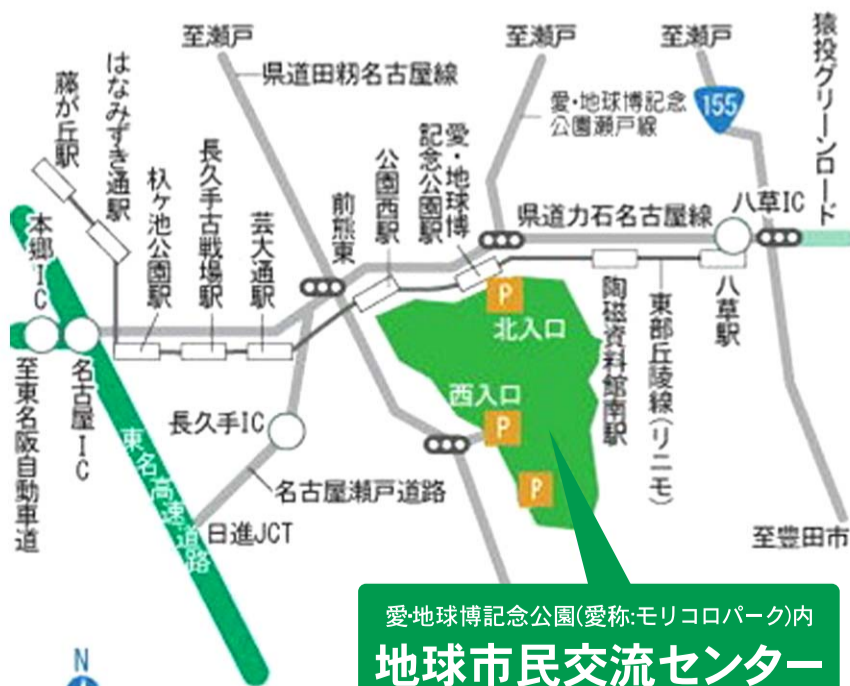 至瀬戸
至瀬戸
至瀬戸
猿投グリーンロード
県道田籾名古屋線
155
愛・地球博記念
公園瀬戸線
藤が丘駅
はなみずき通駅
杁ヶ池公園駅
長久手古戦場駅
芸大通駅
前熊東
公園西駅
愛・地球博
記念公園駅
県道力石名古屋線
八草IC
本郷IC
名古屋IC
至東名阪自動車道
東名高速道路
長久手IC
名古屋瀬戸道路
日進JCT
P
北入口
西入口
P
P
陶磁資料館南駅
東部丘陵線(リニモ)
八草駅
至豊田市
愛・地球博記念公園(愛称:モリコロパーク)内
地球市民交流センター
N